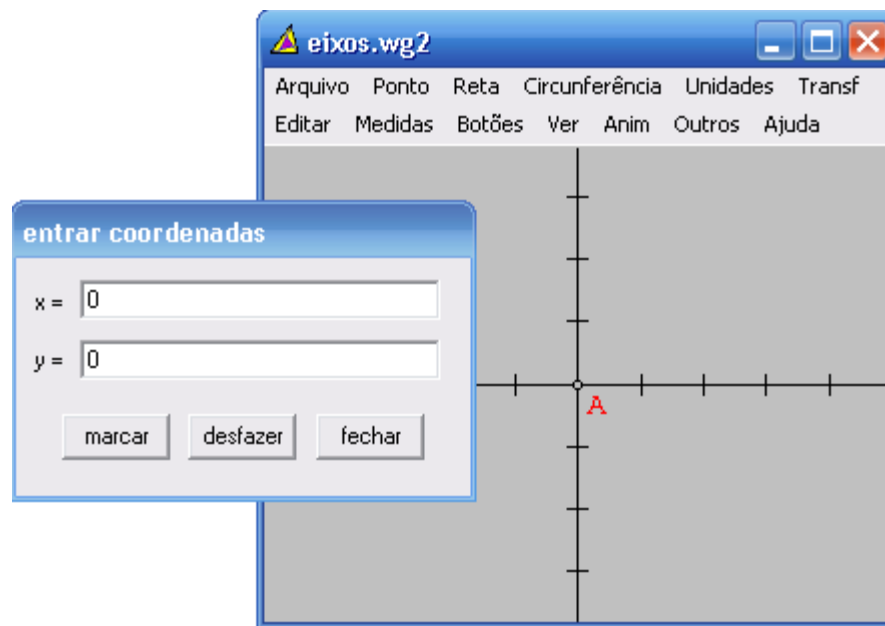 eixos.wg2
Arquivo Ponto Reta Circunferência Unidades Transf
Editar Medidas Botões Ver Anim Outros Ajuda
entrar coordenadas
x = 0
y = 0
marcar desfazer fechar
A